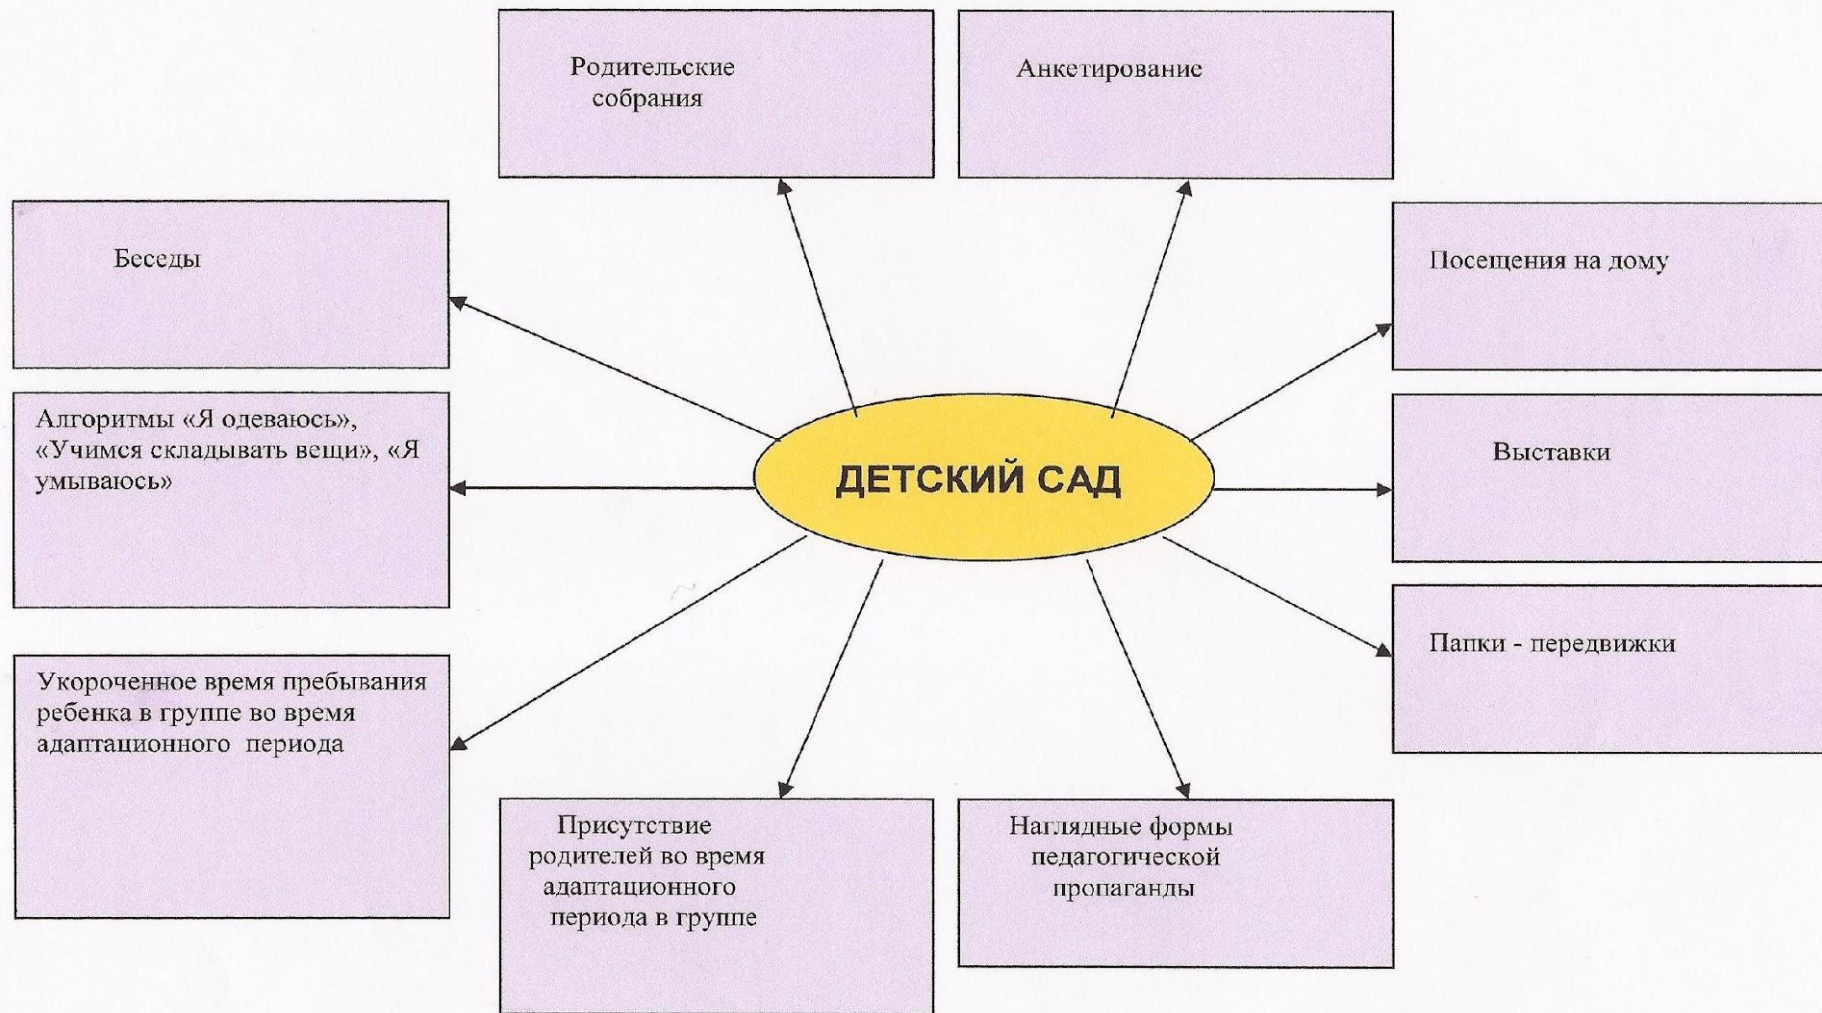 Родительские
собрания
Анкетирование
Беседы
Посещения на дому
Алгоритмы «Я одеваюсь»,
«Учимся складывать вещи», «Я
умываюсь»
ДЕТСКИЙ САД
Выставки
Папки - передвижки
Укороченное время пребывания
ребенка в группе во время
адаптационного периода
Присутствие
родителей во время
адаптационного
периода в группе
Наглядные формы
педагогической
пропаганды